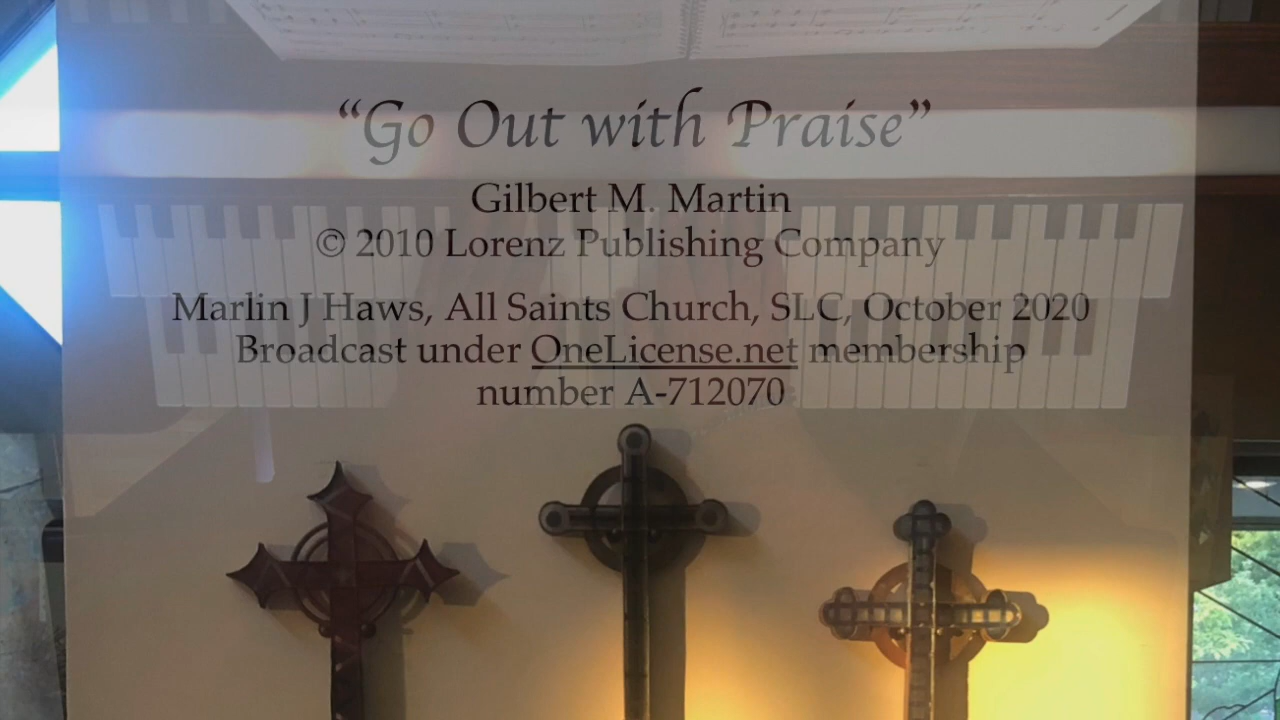 “Go Out with Praise”
Gilbert M. Martin
© 2010 Lorenz Publishing Company
Marlin J Haws, All Saints Church, SLC, October 2020
Broadcast under OneLicense.net membership
number A-712070